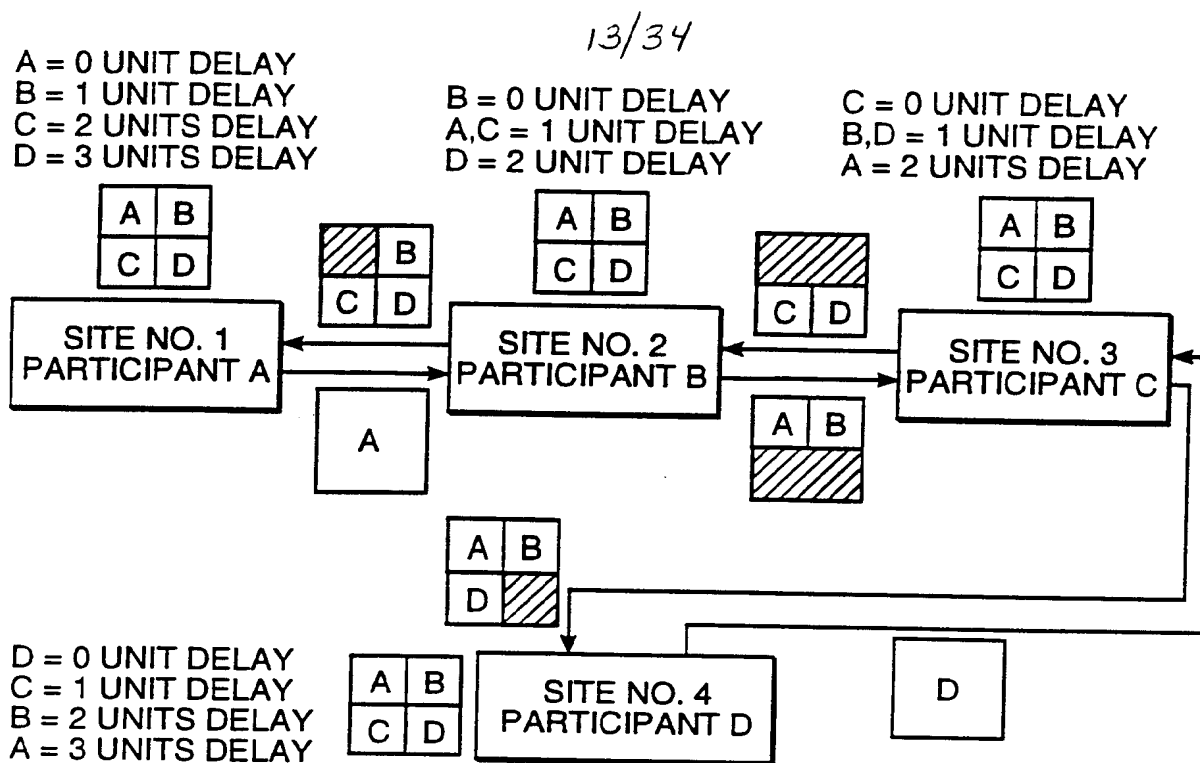 13/34
A = 0 UNIT DELAY
B = 1 UNIT DELAY
C = 2 UNITS DELAY
D = 3 UNITS DELAY
B = 0 UNIT DELAY
A,C = 1 UNIT DELAY
D = 2 UNIT DELAY
C = 0 UNIT DELAY
B,D = 1 UNIT DELAY
A = 2 UNITS DELAY
A B
C D
B
C D
A B
C D
C D
A B
C D
SITE NO. 1
PARTICIPANT A
SITE NO. 2
PARTICIPANT B
SITE NO. 3
PARTICIPANT C
A
A B
A B
D
D = 0 UNIT DELAY
C = 1 UNIT DELAY
B = 2 UNITS DELAY
A = 3 UNITS DELAY
A B
C D
SITE NO. 4
PARTICIPANT D
D